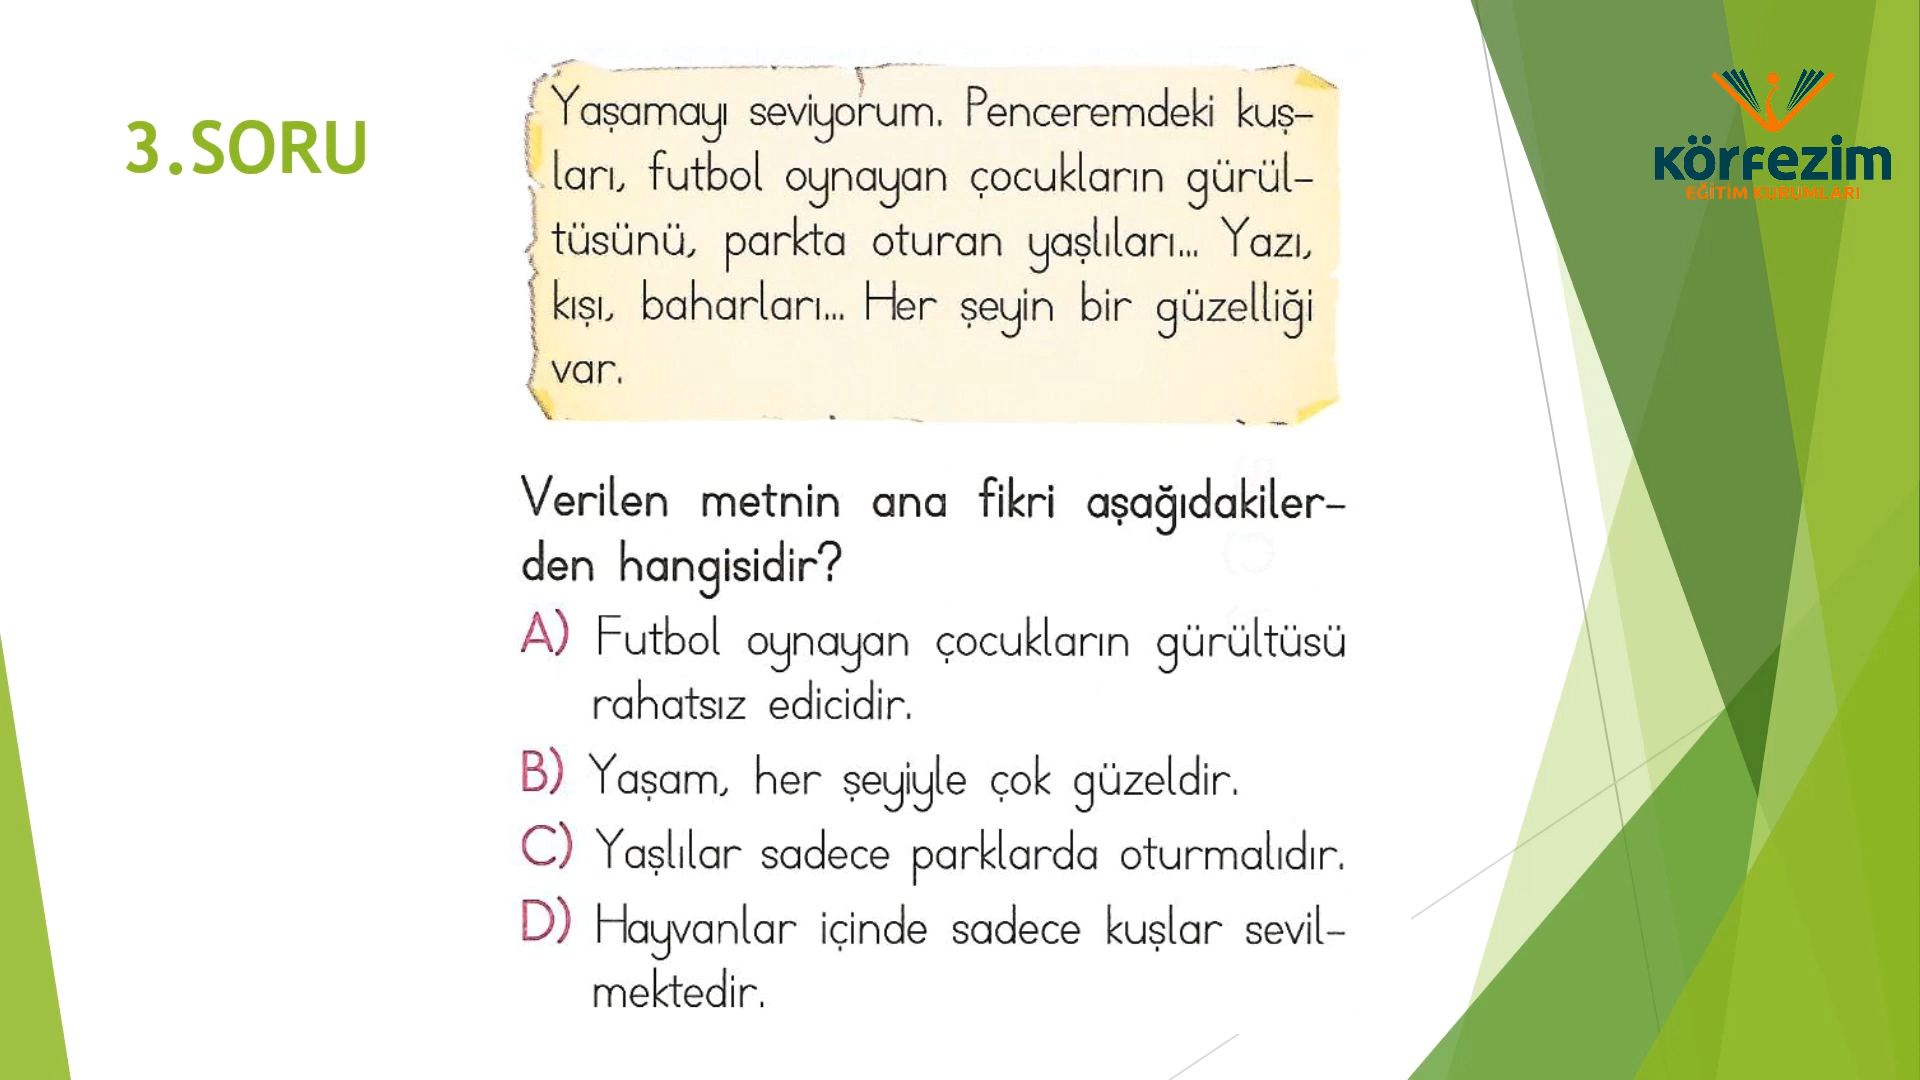 3.SORU
Yaşamayı seviyorum. Penceremdeki kuş-
ları, futbol oynayan çocukların gürül-
tüsünü, parkta oturan yaşlıları... Yazı,
kışı, baharları... Her şeyin bir güzelliği
var.
Verilen metnin ana fikri aşağıdakiler-
den hangisidir?
A) Futbol oynayan çocukların gürültüsü
rahatsız edicidir.
B) Yaşam, her şeyiyle çok güzeldir.
C) Yaşlılar sadece parklarda oturmalıdır.
D) Hayvanlar içinde sadece kuşlar sevil-
mektedir.
körfezim
EĞİTİM KURUMLARI